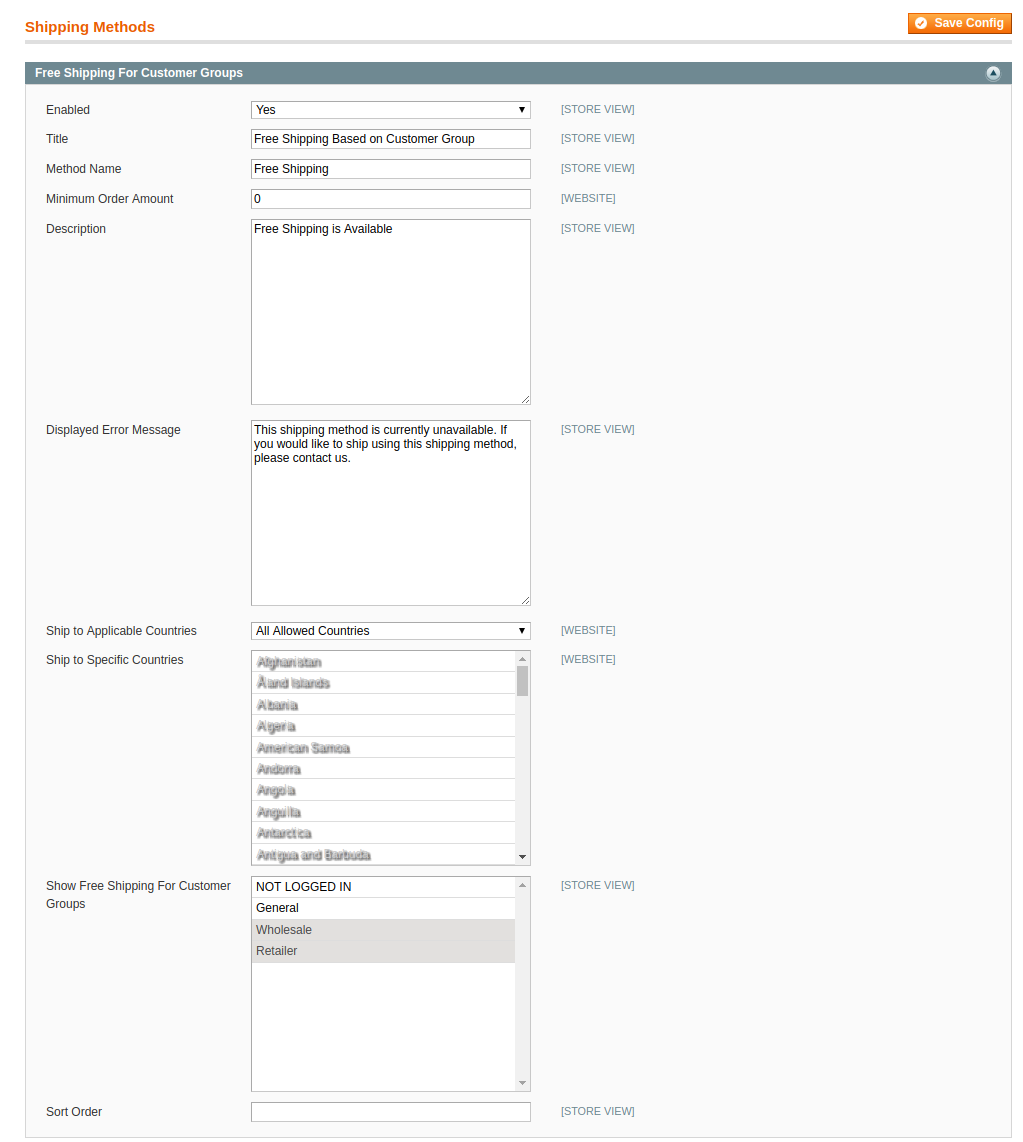 Shipping Methods
Save Config
Free Shipping For Customer Groups
Enabled
Yes
[STORE VIEW]
Title
Free Shipping Based on Customer Group
[STORE VIEW]
Method Name
Free Shipping
[STORE VIEW]
Minimum Order Amount
0
[WEBSITE]
Description
Free Shipping is Available
[STORE VIEW]
Displayed Error Message
This shipping method is currently unavailable. If
you would like to ship using this shipping method,
please contact us.
[STORE VIEW]
Ship to Applicable Countries
All Allowed Countries
[WEBSITE]
Ship to Specific Countries
Afghanistan
Åland Islands
Albania
Algeria
American Samoa
Andorra
Angola
Anguilla
Antarctica
Antigua and Barbuda
[WEBSITE]
Show Free Shipping For Customer
Groups
NOT LOGGED IN
General
Wholesale
Retailer
[STORE VIEW]
Sort Order
[STORE VIEW]